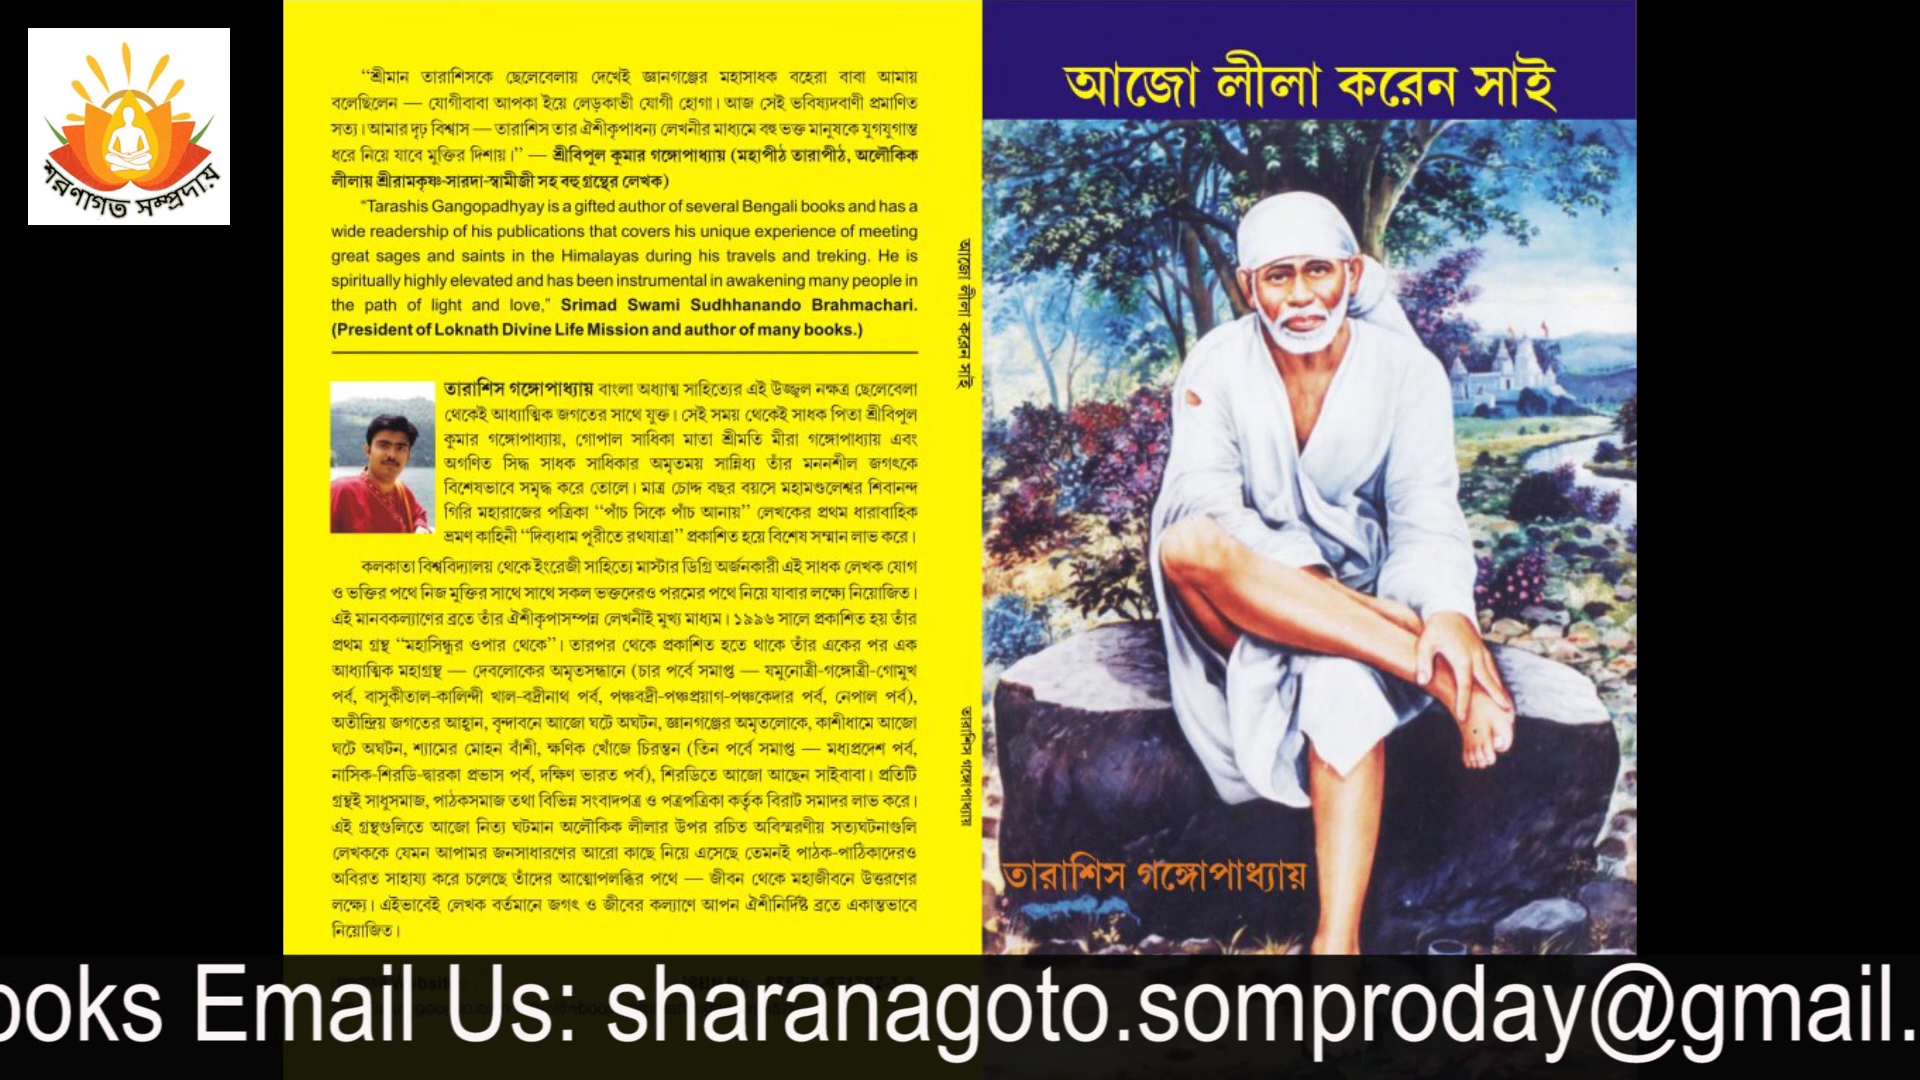 শরণাগত সম্প্রদায়
“শ্রীমান তারাশিসকে ছেলেবেলায় দেখেই জ্ঞানগঞ্জের মহাসাধক বহেরা বাবা আমায়
বলেছিলেন — যোগীবাবা আপকা ইয়ে লেড়কাভী যোগী হোগা। আজ সেই ভবিষ্যদবাণী প্রমাণিত
সত্য। আমার দৃঢ় বিশ্বাস — তারাশিস তার ঐশীকৃপাধন্য লেখনীর মাধ্যমে বহু ভক্ত মানুষকে যুগযুগান্ত
ধরে নিয়ে যাবে মুক্তির দিশায়।” — শ্রীবিপুল কুমার গঙ্গোপাধ্যায় (মহাপীঠ তারাপীঠ, অলৌকিক
লীলায় শ্রীরামকৃষ্ণ-সারদা-স্বামীজী সহ বহু গ্রন্থের লেখক)
“Tarashis Gangopadhyay is a gifted author of several Bengali books and has a
wide readership of his publications that covers his unique experience of meeting
great sages and saints in the Himalayas during his travels and treking. He is
spiritually highly elevated and has been instrumental in awakening many people in
the path of light and love,” Srimad Swami Sudhhanando Brahmachari.
(President of Loknath Divine Life Mission and author of many books.)
তারাশিস গঙ্গোপাধ্যায় বাংলা অধ্যাত্ম সাহিত্যের এই উজ্জ্বল নক্ষত্র ছেলেবেলা
থেকেই আধ্যাত্মিক জগতের সাথে যুক্ত। সেই সময় থেকেই সাধক পিতা শ্রীবিপুল
কুমার গঙ্গোপাধ্যায়, গোপাল সাধিকা মাতা শ্রীমতি মীরা গঙ্গোপাধ্যায় এবং
অগণিত সিদ্ধ সাধক সাধিকার অমৃতময় সান্নিধ্য তাঁর মননশীল জগৎকে
বিশেষভাবে সমৃদ্ধ করে তোলে। মাত্র চোদ্দ বছর বয়সে মহামণ্ডলেশ্বর শিবানন্দ
গিরি মহারাজের পত্রিকা “পাঁচ সিকে পাঁচ আনায়” লেখকের প্রথম ধারাবাহিক
ভ্রমণ কাহিনী “দিব্যধাম পূরীতে রথযাত্রা” প্রকাশিত হয়ে বিশেষ সম্মান লাভ করে।
কলকাতা বিশ্ববিদ্যালয় থেকে ইংরেজী সাহিত্যে মাস্টার ডিগ্রি অর্জনকারী এই সাধক লেখক যোগ
ও ভক্তির পথে নিজ মুক্তির সাথে সাথে সকল ভক্তদেরও পরমের পথে নিয়ে যাবার লক্ষ্যে নিয়োজিত।
এই মানবকল্যাণের ব্রতে তাঁর ঐশীকৃপাসম্পন্ন লেখনীই মুখ্য মাধ্যম। ১৯৯৬ সালে প্রকাশিত হয় তাঁর
প্রথম গ্রন্থ “মহাসিন্ধুর ওপার থেকে”। তারপর থেকে প্রকাশিত হতে থাকে তাঁর একের পর এক
আধ্যাত্মিক মহাগ্রন্থ — দেবলোকের অমৃতসন্ধানে (চার পর্বে সমাপ্ত — যমুনোত্রী-গঙ্গোত্রী-গোমুখ
পর্ব, বাসুকীতাল-কালিন্দী খাল-বদ্রীনাথ পর্ব, পঞ্চবদ্রী-পঞ্চপ্রয়াগ-পঞ্চকেদার পর্ব, নেপাল পর্ব),
অতীন্দ্রিয় জগতের আহ্বান, বৃন্দাবনে আজো ঘটে অঘটন, জ্ঞানগঞ্জের অমৃতলোকে, কাশীধামে আজো
ঘটে অঘটন, শ্যামের মোহন বাঁশী, ক্ষণিক খোঁজে চিরন্তন (তিন পর্বে সমাপ্ত — মধ্যপ্রদেশ পর্ব,
নাসিক-শিরডি-দ্বারকা প্রভাস পর্ব, দক্ষিণ ভারত পর্ব), শিরডিতে আজো আছেন সাইবাবা। প্রতিটি
গ্রন্থই সাধুসমাজ, পাঠকসমাজ তথা বিভিন্ন সংবাদপত্র ও পত্রপত্রিকা কর্তৃক বিরাট সমাদর লাভ করে।
এই গ্রন্থগুলিতে আজো নিত্য ঘটমান অলৌকিক লীলার উপর রচিত অবিস্মরণীয় সত্যঘটনাগুলি
লেখককে যেমন আপামর জনসাধারণের আরো কাছে নিয়ে এসেছে তেমনই পাঠক-পাঠিকাদেরও
অবিরত সাহায্য করে চলেছে তাঁদের আত্মোপলব্ধির পথে — জীবন থেকে মহাজীবনে উত্তরণের
লক্ষ্যে। এইভাবেই লেখক বর্তমানে জগৎ ও জীবের কল্যাণে আপন ঐশীনির্দিষ্ট ব্রতে একান্তভাবে
নিয়োজিত।
আজো লীলা করেন সাই
তারাশিস গঙ্গোপাধ্যায়
আজো লীলা করেন সাই
তারাশিস গঙ্গোপাধ্যায়
ooks Email Us: sharanagoto.somproday@gmail.